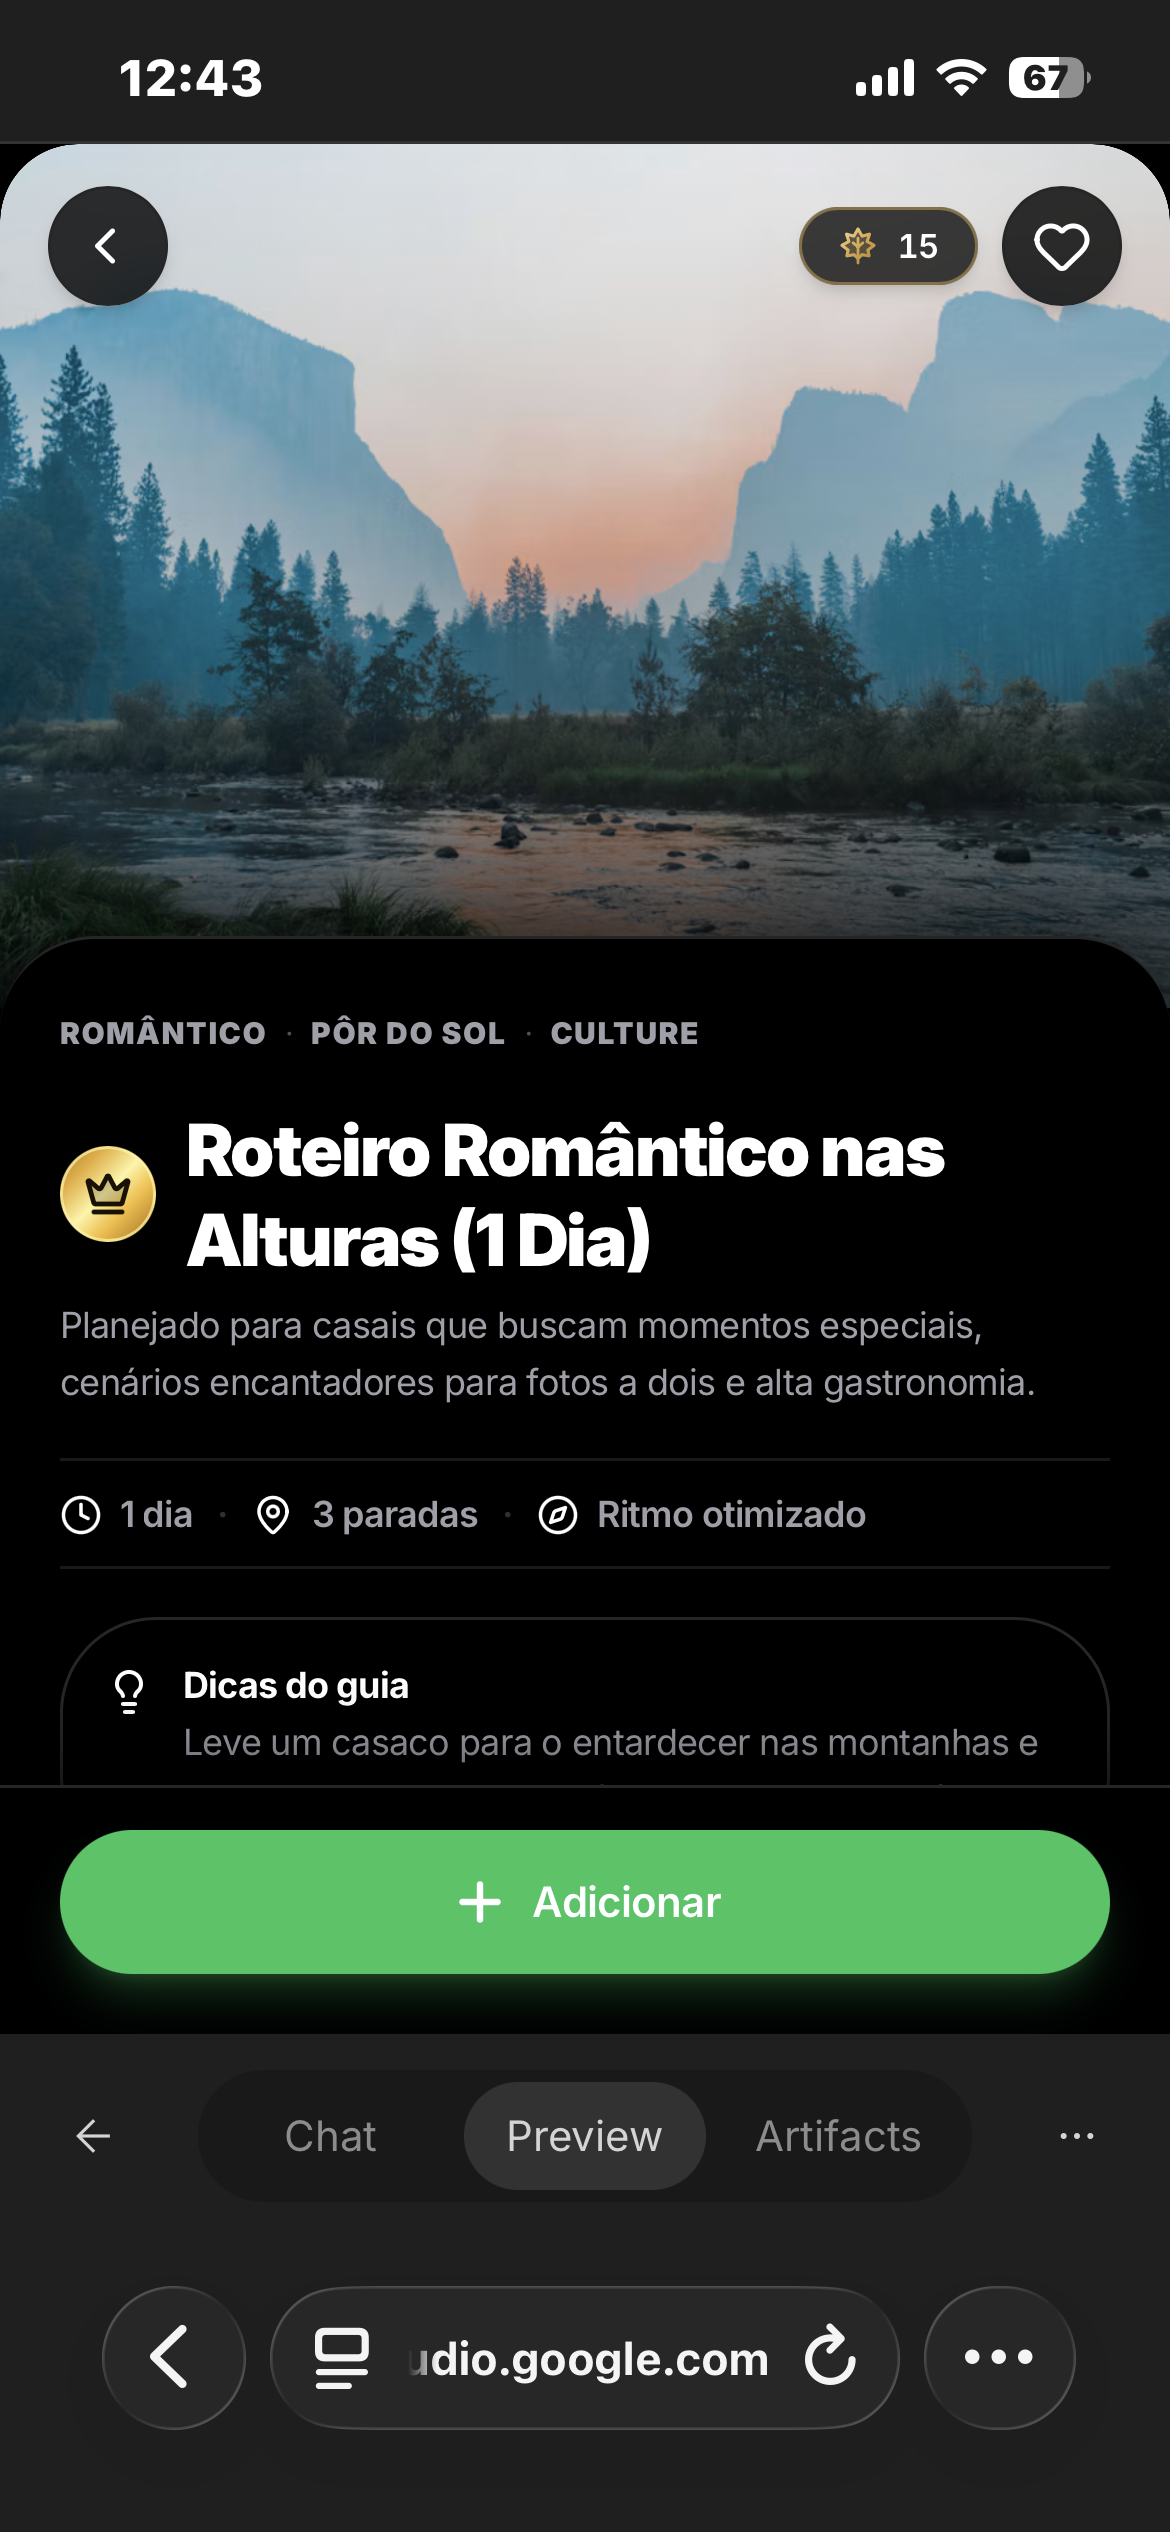 12:43
67
15
ROMÂNTICO · PÔR DO SOL · CULTURE
Roteiro Romântico nas
Alturas (1 Dia)
Planejado para casais que buscam momentos especiais,
cenários encantadores para fotos a dois e alta gastronomia.
1 dia · 3 paradas · Ritmo otimizado
Dicas do guia
Leve um casaco para o entardecer nas montanhas e
Adicionar
Chat Preview Artifacts
udio.google.com